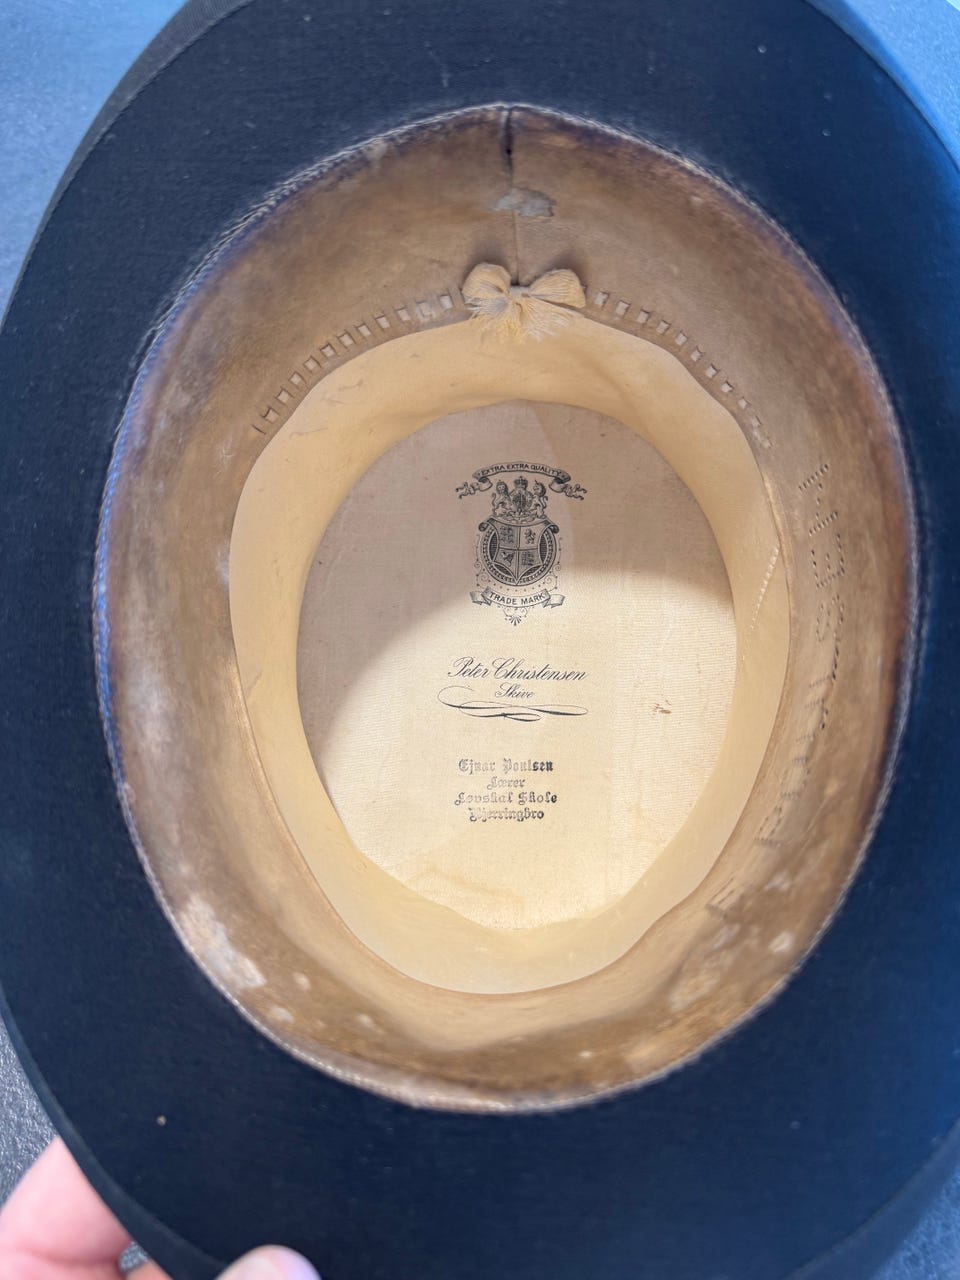 EXTRA EXTRA QUALITY
TRADE MARK
Peter Christensen
Skive
Ejnar Poulsen
Lærer
Løvskal Skole
Bjerringbro